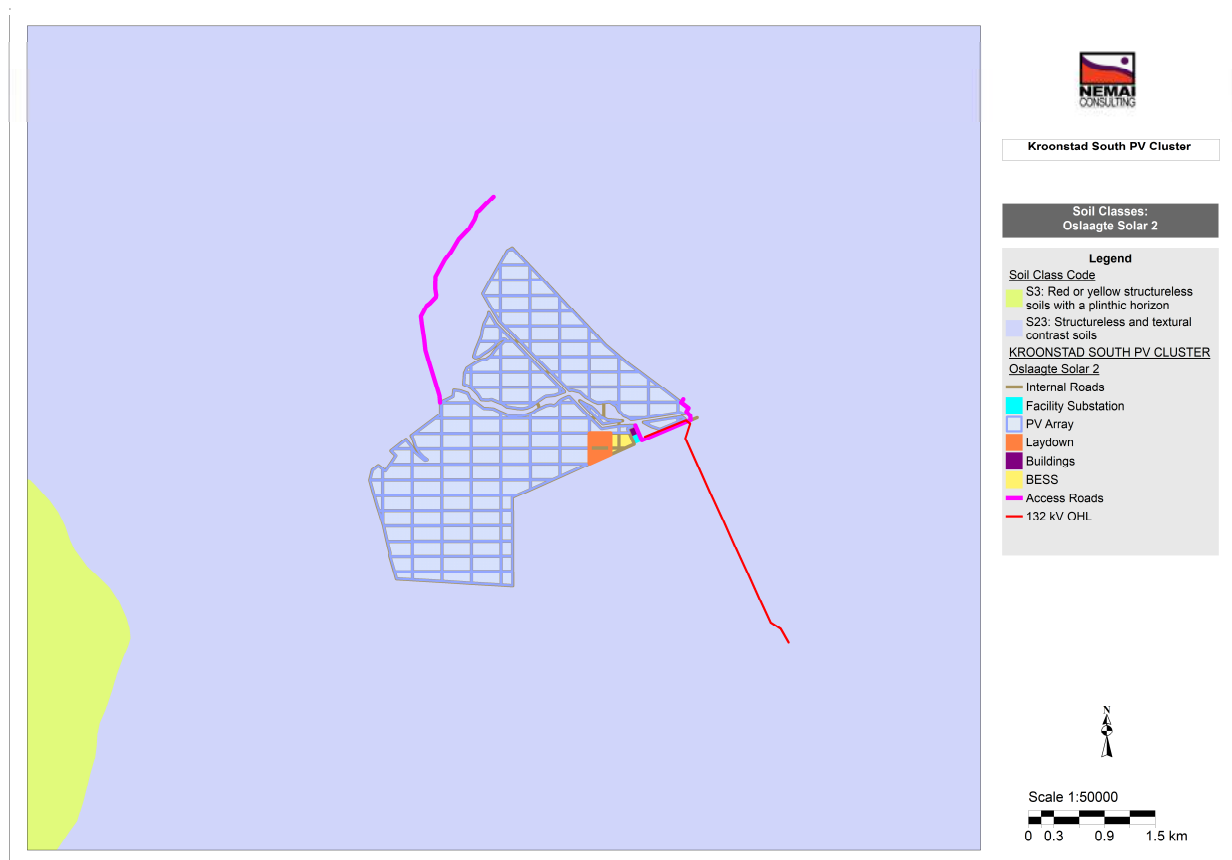 NEMAI
CONSULTING
Kroonstad South PV Cluster
Soil Classes:
Oslaagte Solar 2
Legend
Soil Class Code
S3: Red or yellow structureless
soils with a plinthic horizon
S23: Structureless and textural
contrast soils
KROONSTAD SOUTH PV CLUSTER
Oslaagte Solar 2
Internal Roads
Facility Substation
PV Array
Laydown
Buildings
BESS
Access Roads
132 kV OHL
N
Scale 1:50000
0 0.3 0.9 1.5 km